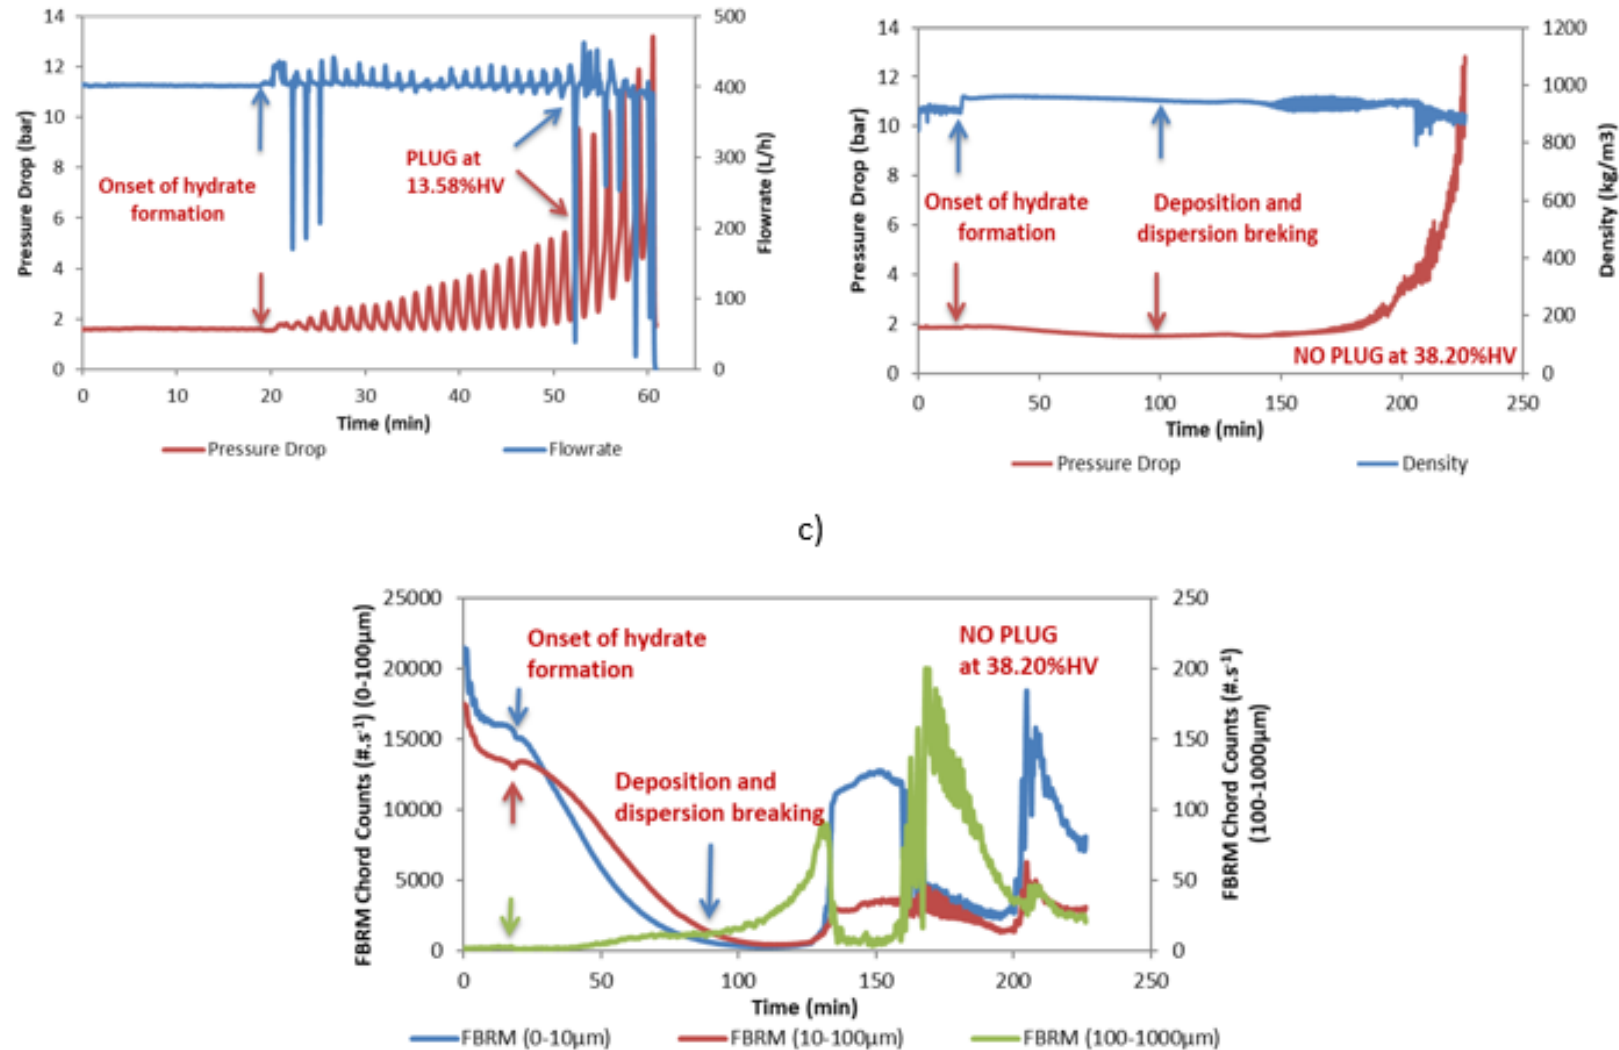 14
12
10
8
6
4
2
0
500
400
300
200
100
0
Pressure Drop (bar)
Flowrate (L/h)
Onset of hydrate
formation
PLUG at
13.58%HV
0 10 20 30 40 50 60
Time (min)
Pressure Drop Flowrate
14
12
10
8
6
4
2
0
1200
1000
800
600
400
200
0
Pressure Drop (bar)
Density (kg/m3)
Onset of hydrate
formation
Deposition and
dispersion breking
NO PLUG at 38.20%HV
0 50 100 150 200 250
Time (min)
Pressure Drop Density
c)
25000
20000
15000
10000
5000
0
250
200
150
100
50
0
FBRM Chord Counts (#.s⁻¹) (0-100µm)
FBRM Chord Counts (#.s⁻¹)
(100-1000µm)
Onset of hydrate
formation
NO PLUG
at 38.20%HV
Deposition and
dispersion breaking
0 50 100 150 200 250
Time (min)
FBRM (0-10µm) FBRM (10-100µm) FBRM (100-1000µm)